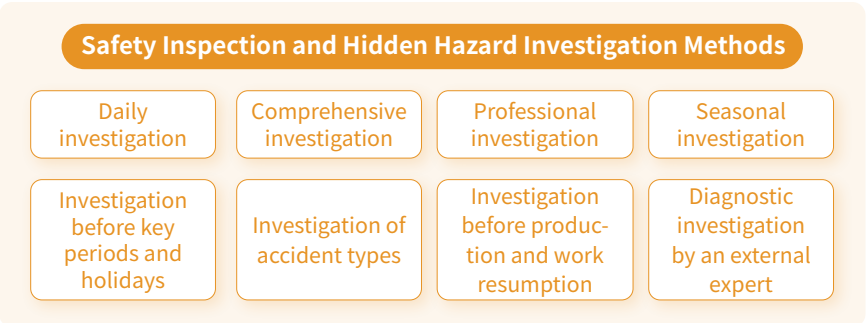 Safety Inspection and Hidden Hazard Investigation Methods
Daily
investigation
Comprehensive
investigation
Professional
investigation
Seasonal
investigation
Investigation
before key
periods and
holidays
Investigation of
accident types
Investigation
before produc-
tion and work
resumption
Diagnostic
investigation
by an external
expert